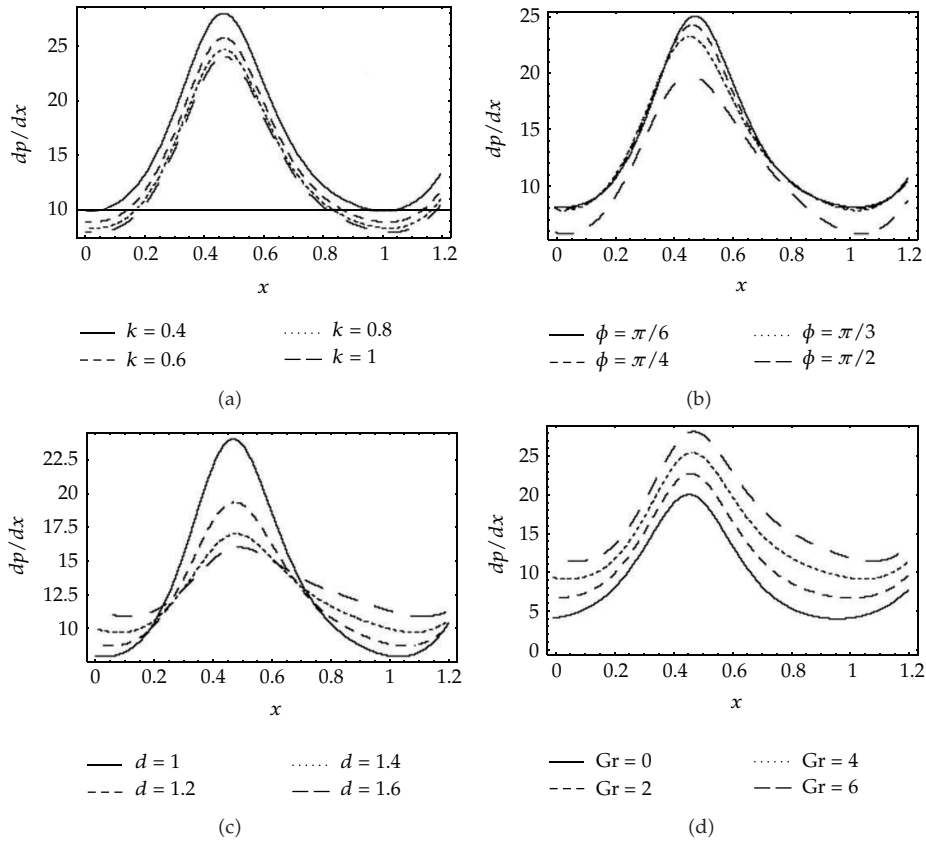 25
20
15
10
dp/dx
0 0.2 0.4 0.6 0.8 1 1.2
x
k = 0.4 k = 0.8
k = 0.6 k = 1
(a)
25
20
15
10
dp/dx
0 0.2 0.4 0.6 0.8 1 1.2
x
ϕ = π/6 ϕ = π/3
ϕ = π/4 ϕ = π/2
(b)
22.5
20
17.5
15
12.5
10
dp/dx
0 0.2 0.4 0.6 0.8 1 1.2
x
d = 1 d = 1.4
d = 1.2 d = 1.6
(c)
25
20
15
10
5
0
dp/dx
0 0.2 0.4 0.6 0.8 1 1.2
x
Gr = 0 Gr = 4
Gr = 2 Gr = 6
(d)